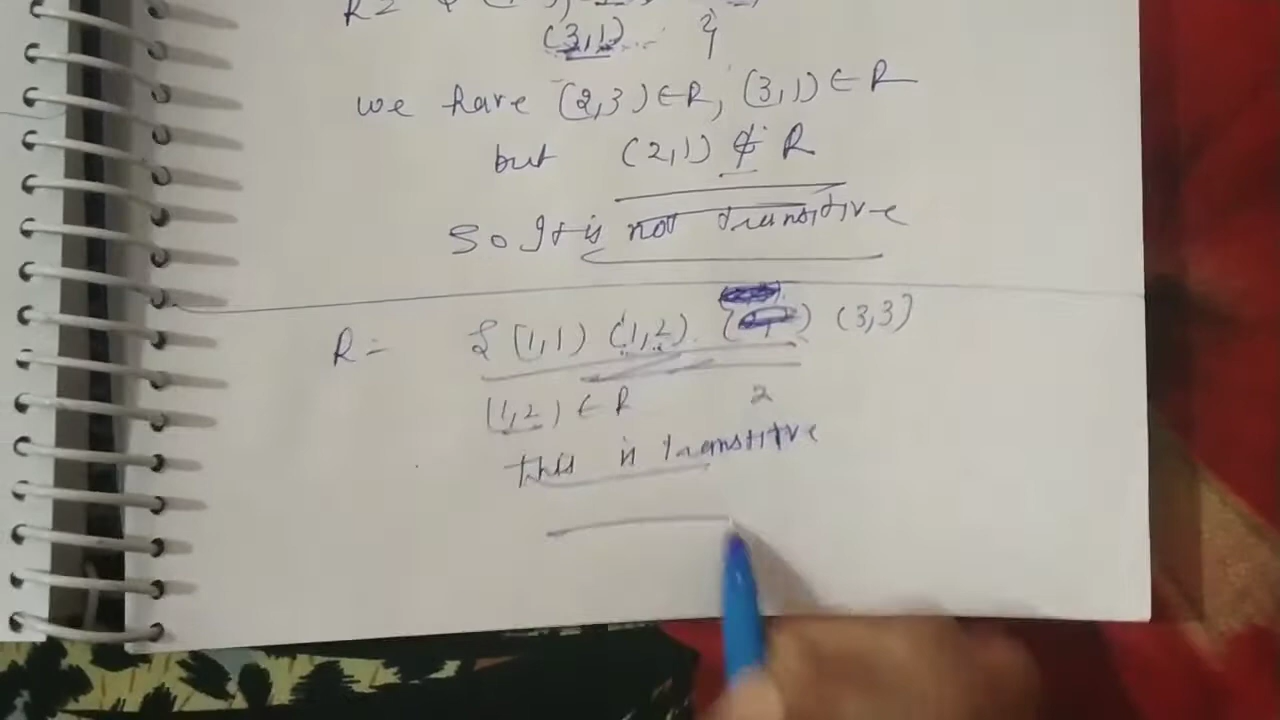 R=
(3,1) }
we have (2,3) ∈ R, (3,1) ∈ R
but (2,1) ∉ R
So It is not transitive
R = { (1,1) (1,2) (3,3)
(1,2) ∈ R 2
This is transitive